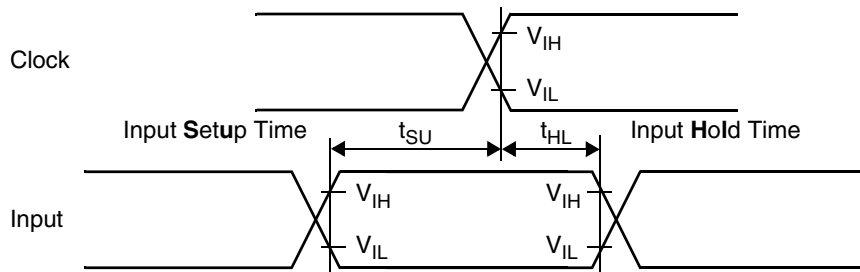 V_IH
Clock
V_IL
Input Setup Time t_SU t_HL Input Hold Time
V_IH V_IH
Input
V_IL V_IL